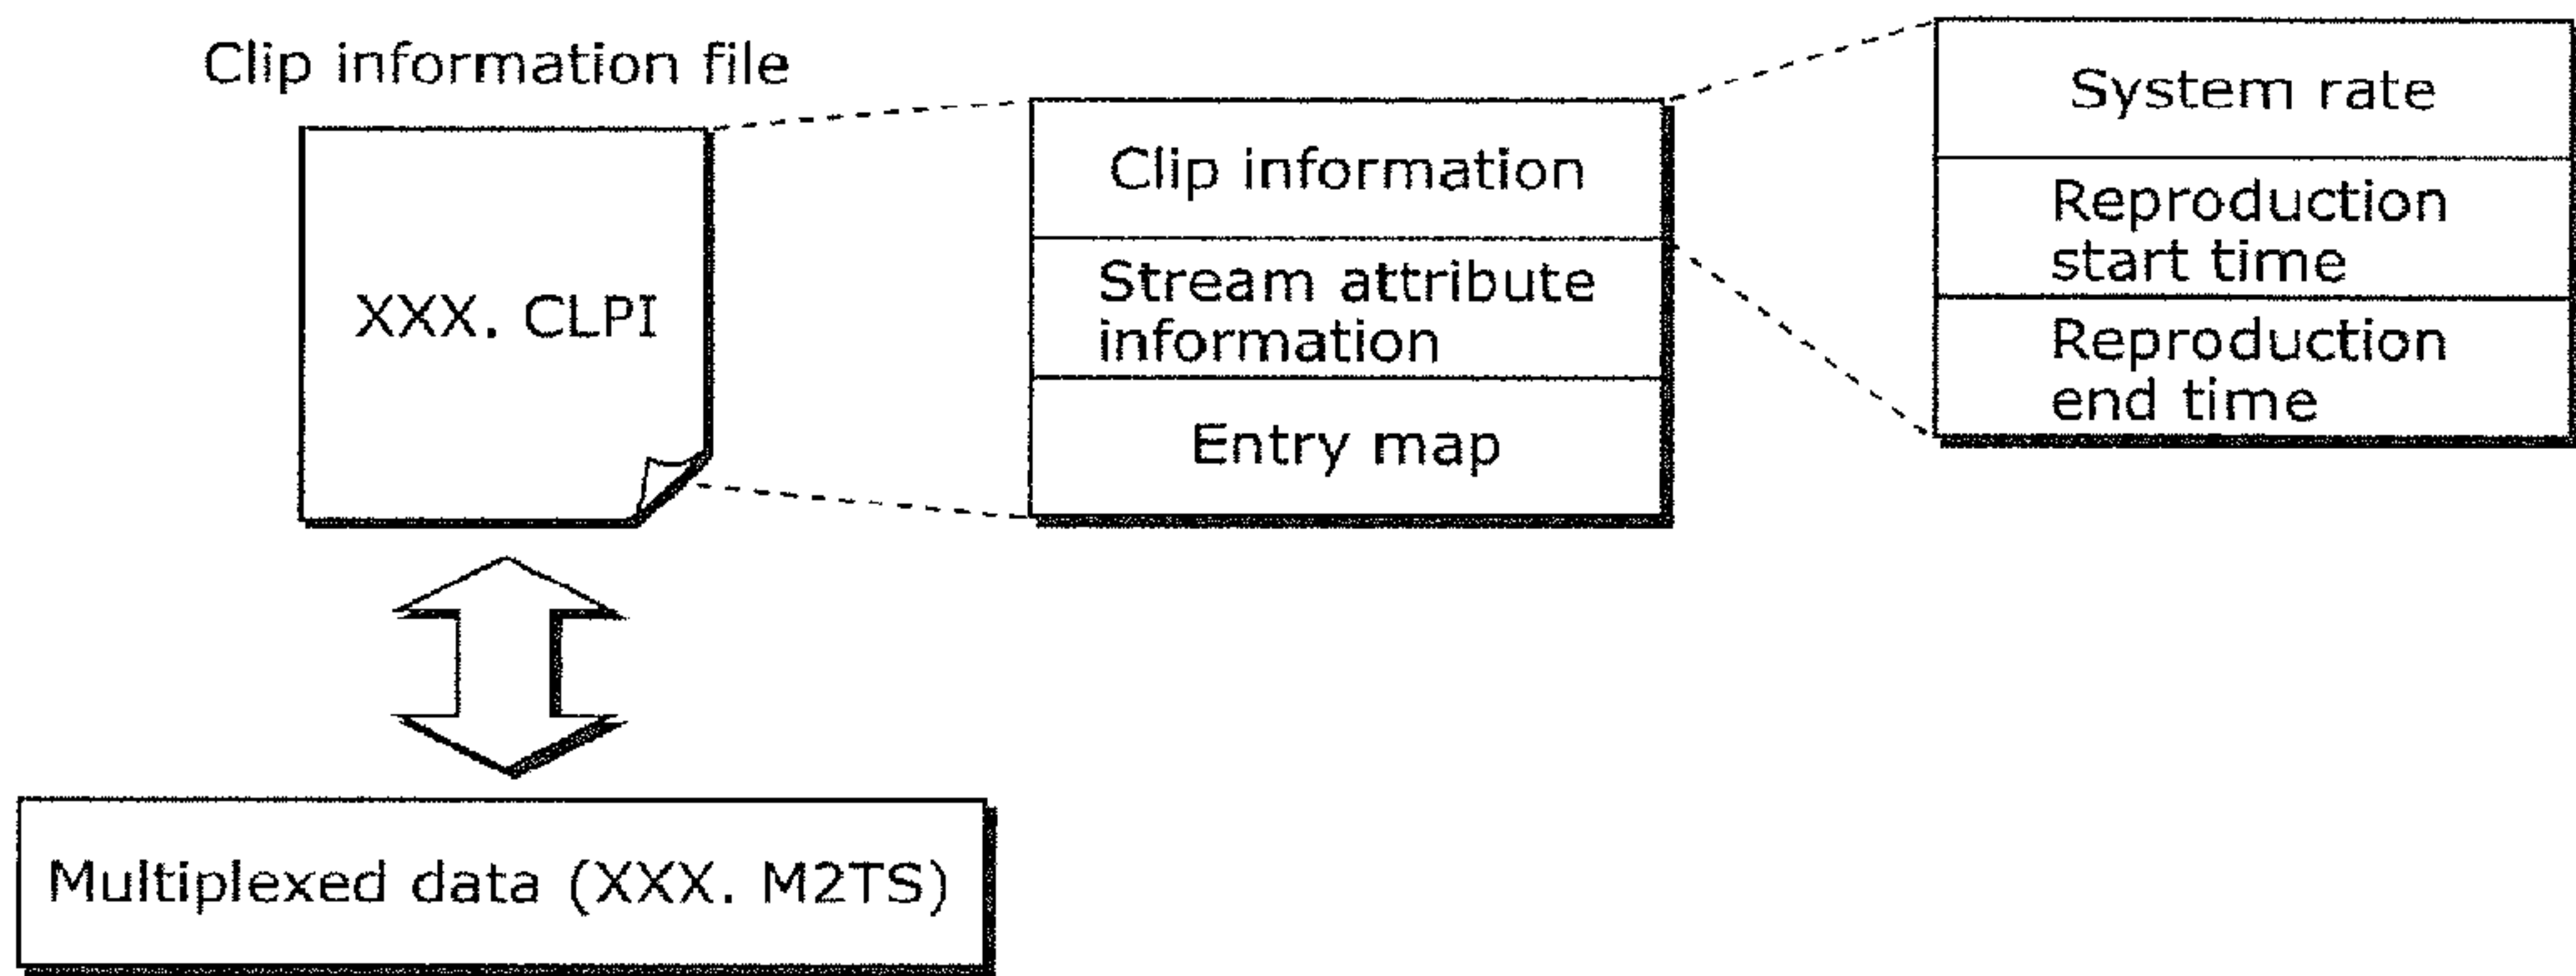 Clip information file
XXX. CLPI
Clip information
Stream attribute
information
Entry map
System rate
Reproduction
start time
Reproduction
end time
Multiplexed data (XXX. M2TS)